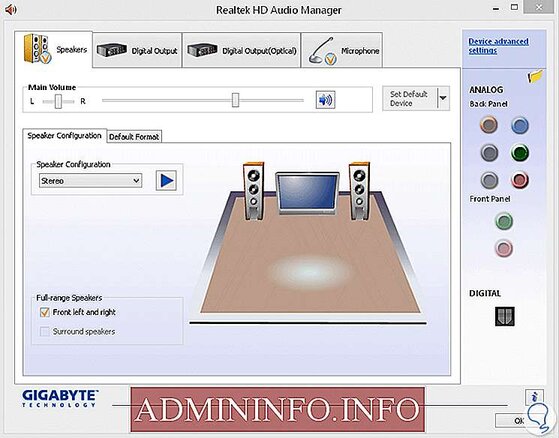 Realtek HD Audio Manager
Speakers
Digital Output
Digital Output(Optical)
Microphone
Device advanced
settings
Main Volume
L
R
Set Default
Device
ANALOG
Back Panel
Speaker Configuration
Default Format
Speaker Configuration
Stereo
Front Panel
Full-range Speakers
Front left and right
Surround speakers
DIGITAL
GIGABYTE
TECHNOLOGY
ADMININFO.INFO
i